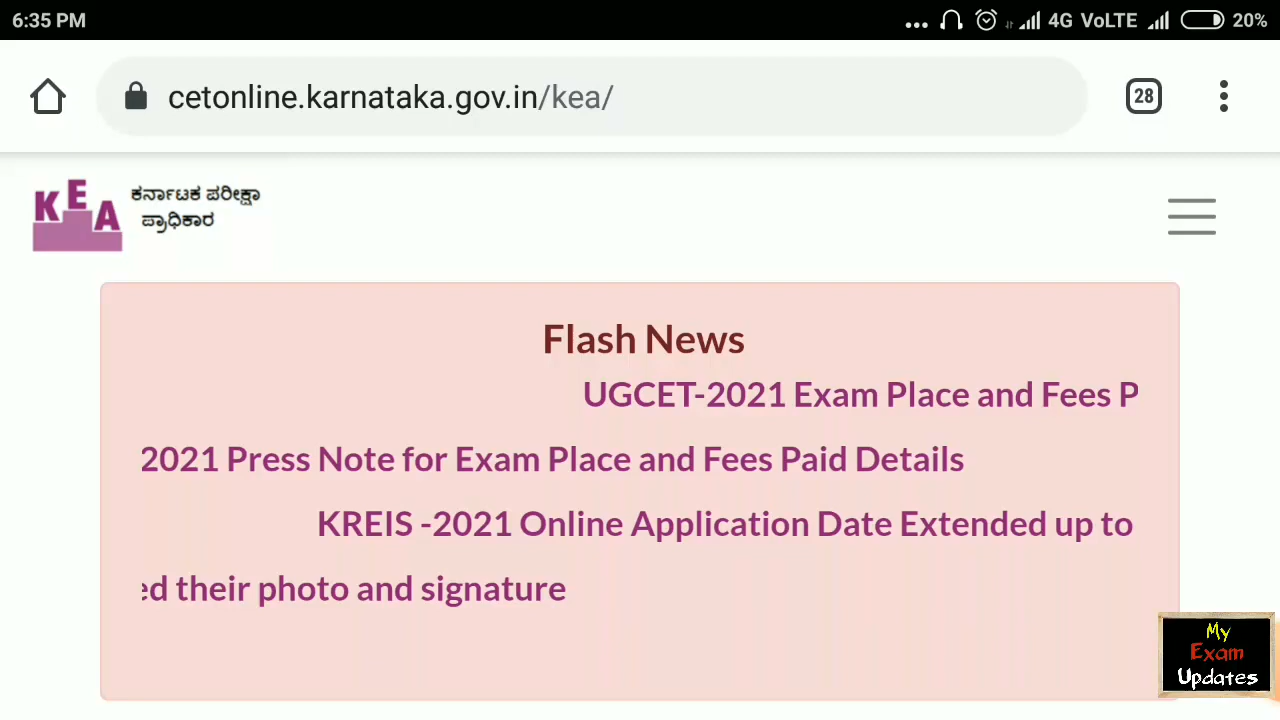 6:35 PM
4G VoLTE 20%
cetonline.karnataka.gov.in/kea/
28
KEA
ಕರ್ನಾಟಕ ಪರೀಕ್ಷಾ
ಪ್ರಾಧಿಕಾರ
Flash News
UGCET-2021 Exam Place and Fees P
2021 Press Note for Exam Place and Fees Paid Details
KREIS -2021 Online Application Date Extended up to
ed their photo and signature
My
Exam
Updates